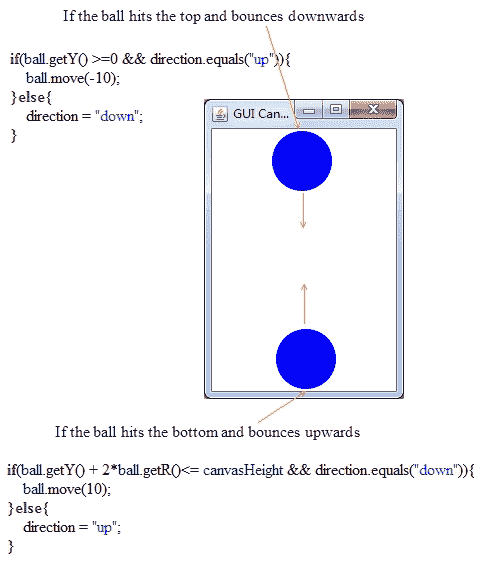 If the ball hits the top and bounces downwards
if(ball.getY() >=0 && direction.equals("up")){
ball.move(-10);
}else{
direction = "down";
}
GUI Can...
If the ball hits the bottom and bounces upwards
if(ball.getY() + 2*ball.getR()<= canvasHeight && direction.equals("down")){
ball.move(10);
}else{
direction = "up";
}